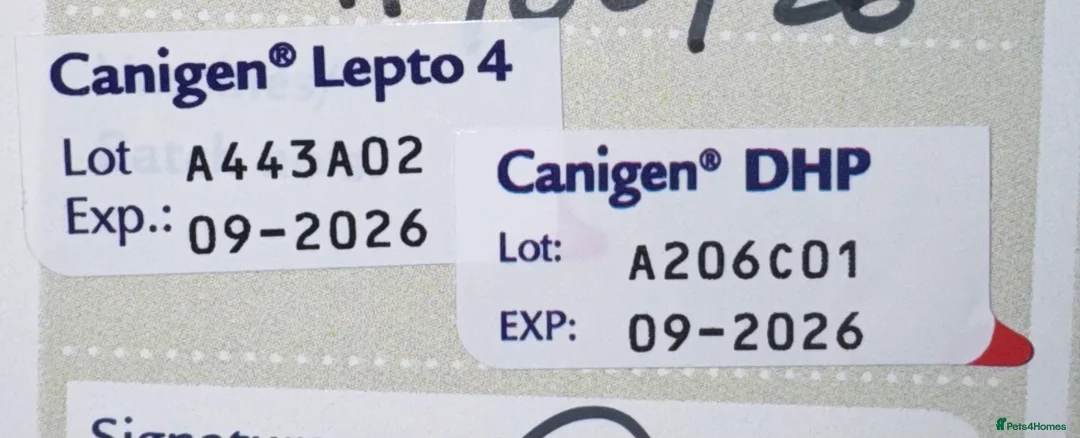 Canigen® Lepto 4
Lot A443A02
Exp.: 09-2026
Canigen® DHP
Lot: A206C01
EXP: 09-2026
Pets4Homes